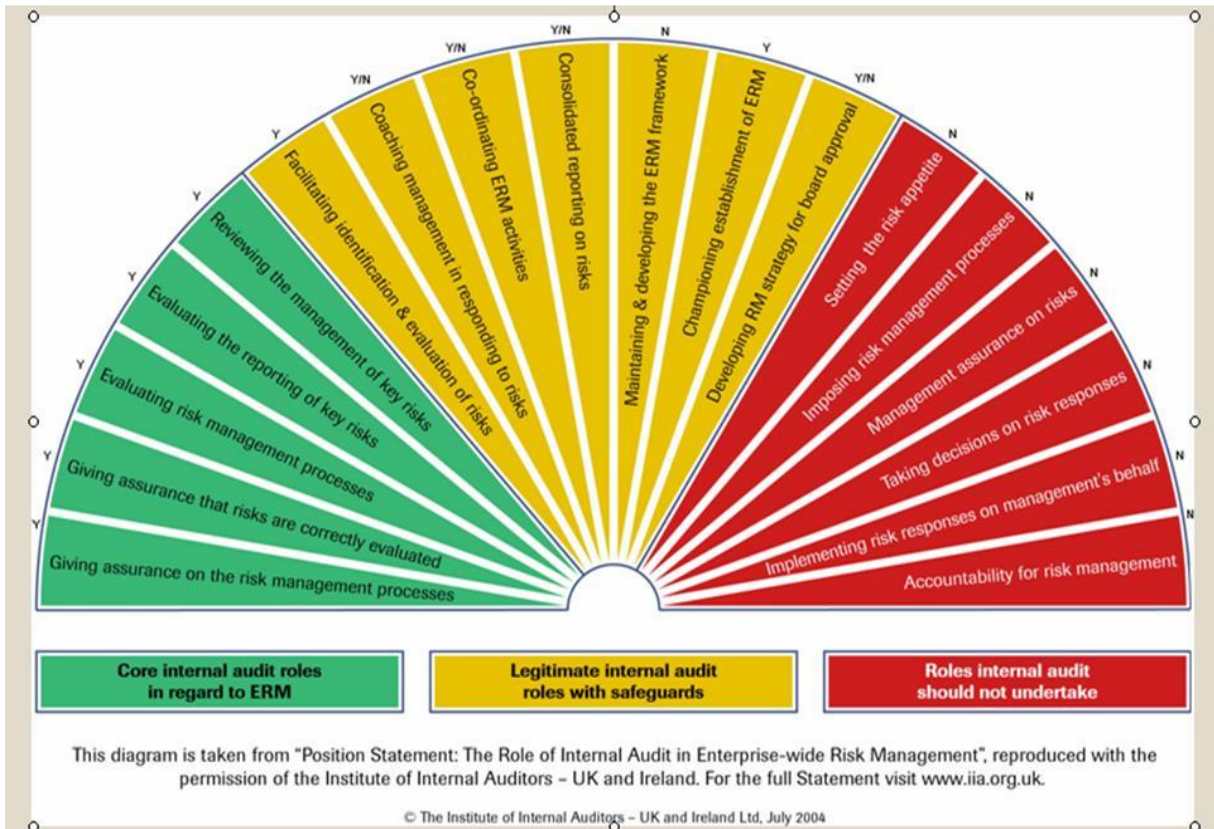 Y
Giving assurance on the risk management processes
Y
Giving assurance that risks are correctly evaluated
Y
Evaluating risk management processes
Y
Evaluating the reporting of key risks
Y
Reviewing the management of key risks
Y
Facilitating identification & evaluation of risks
Y/N
Coaching management in responding to risks
Y/N
Co-ordinating ERM activities
Y/N
Consolidated reporting on risks
N
Maintaining & developing the ERM framework
Y
Championing establishment of ERM
Y/N
Developing RM strategy for board approval
N
Setting the risk appetite
N
Imposing risk management processes
N
Management assurance on risks
N
Taking decisions on risk responses
N
Implementing risk responses on management's behalf
N
Accountability for risk management
Core internal audit roles
in regard to ERM
Legitimate internal audit
roles with safeguards
Roles internal audit
should not undertake
This diagram is taken from “Position Statement: The Role of Internal Audit in Enterprise-wide Risk Management”, reproduced with the
permission of the Institute of Internal Auditors – UK and Ireland. For the full Statement visit www.iia.org.uk.
© The Institute of Internal Auditors – UK and Ireland Ltd, July 2004